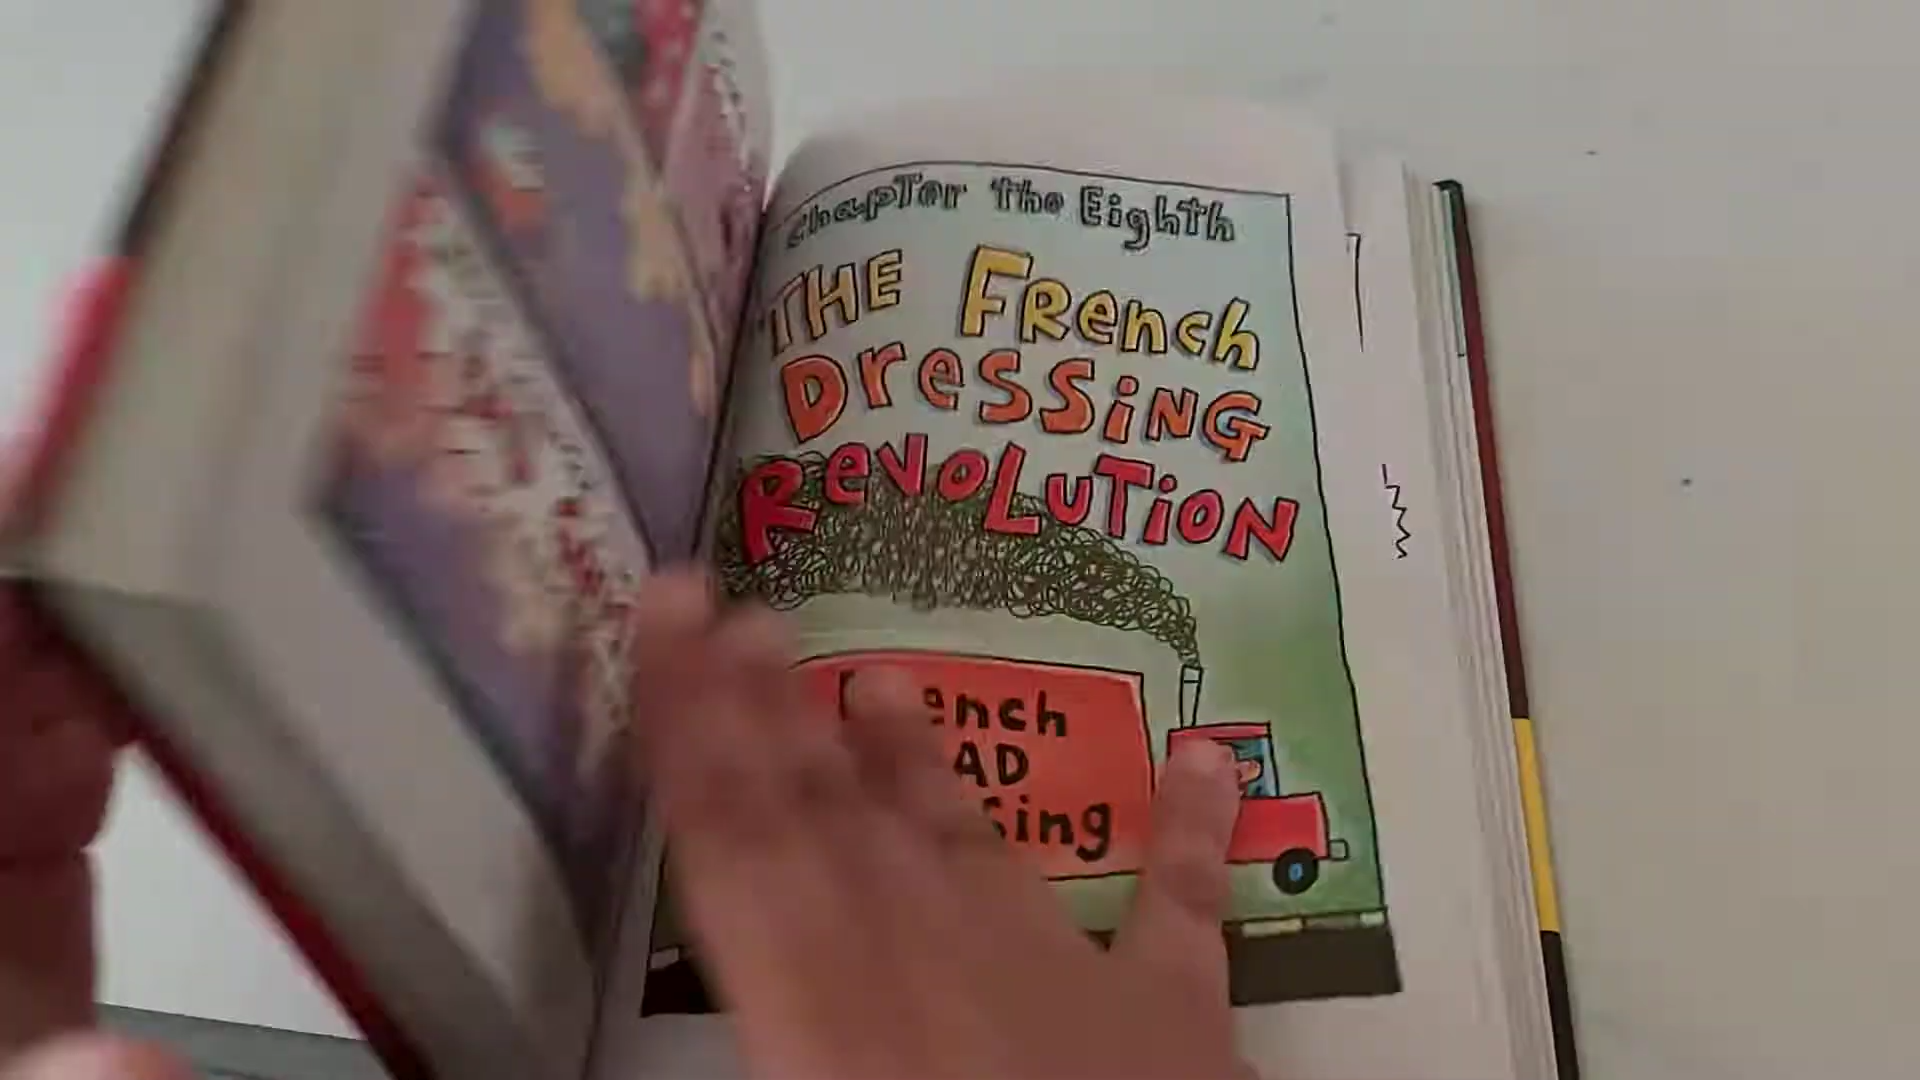 Chapter the Eighth
THE French
Dressing
Revolution
ench
AD
sing